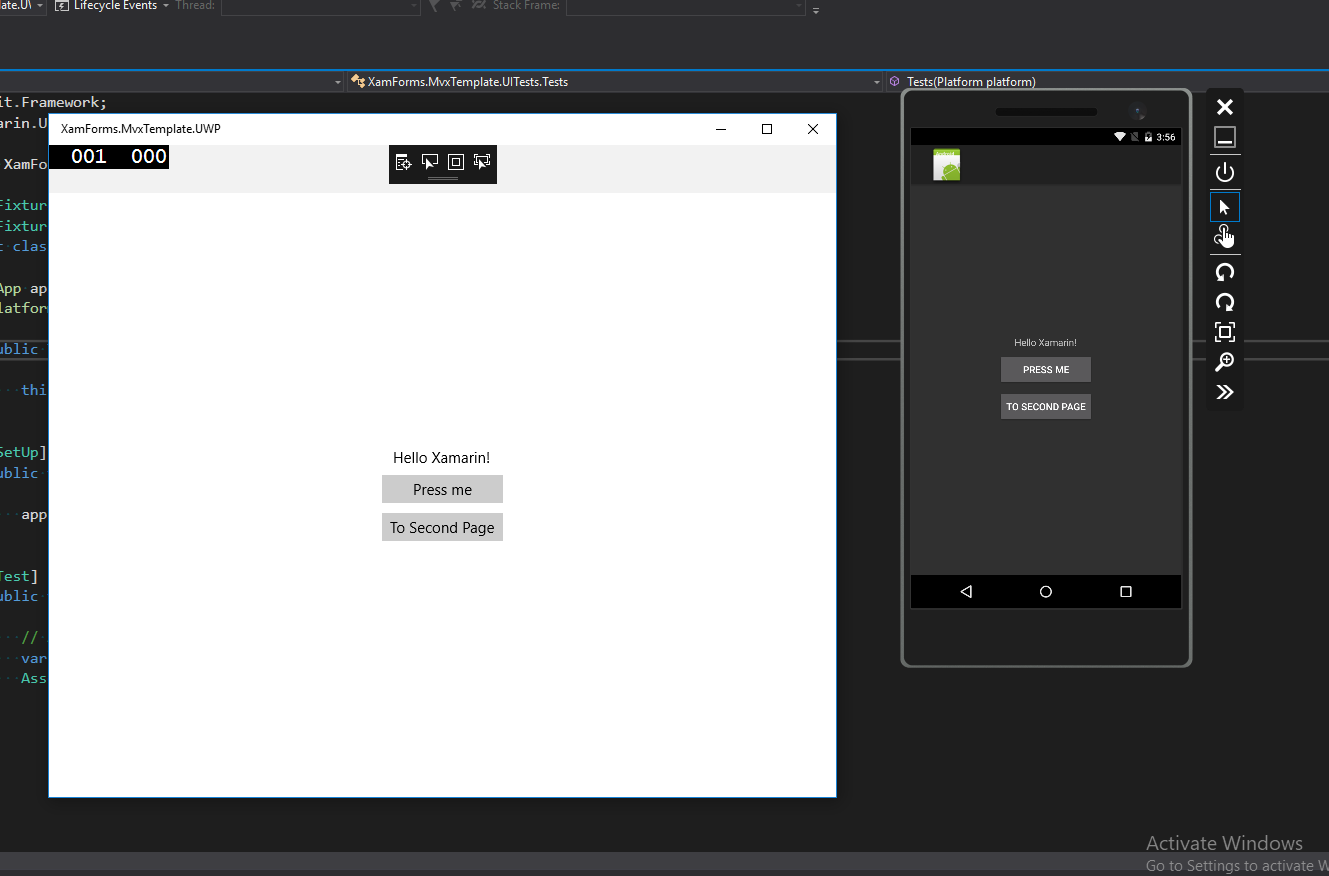 ate.U\ Lifecycle Events Thread: Stack Frame:
XamForms.MvxTemplate.UITests.Tests Tests(Platform platform)
it.Framework;
arin.U
XamFo
Fixtur
Fixtur
t clas
App ap
latform
ublic
thi
SetUp]
ublic
app
Test]
ublic
//
var
Ass
XamForms.MvxTemplate.UWP
001 000
Hello Xamarin!
Press me
To Second Page
3:56
Android
Hello Xamarin!
PRESS ME
TO SECOND PAGE
Activate Windows
Go to Settings to activate W